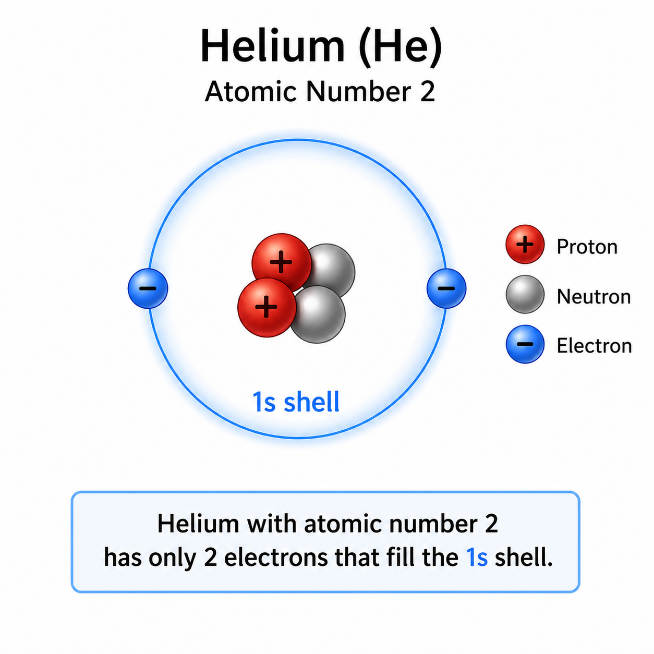 Helium (He)
Atomic Number 2
+
+
−
−
1s shell
+ Proton
Neutron
− Electron
Helium with atomic number 2
has only 2 electrons that fill the 1s shell.